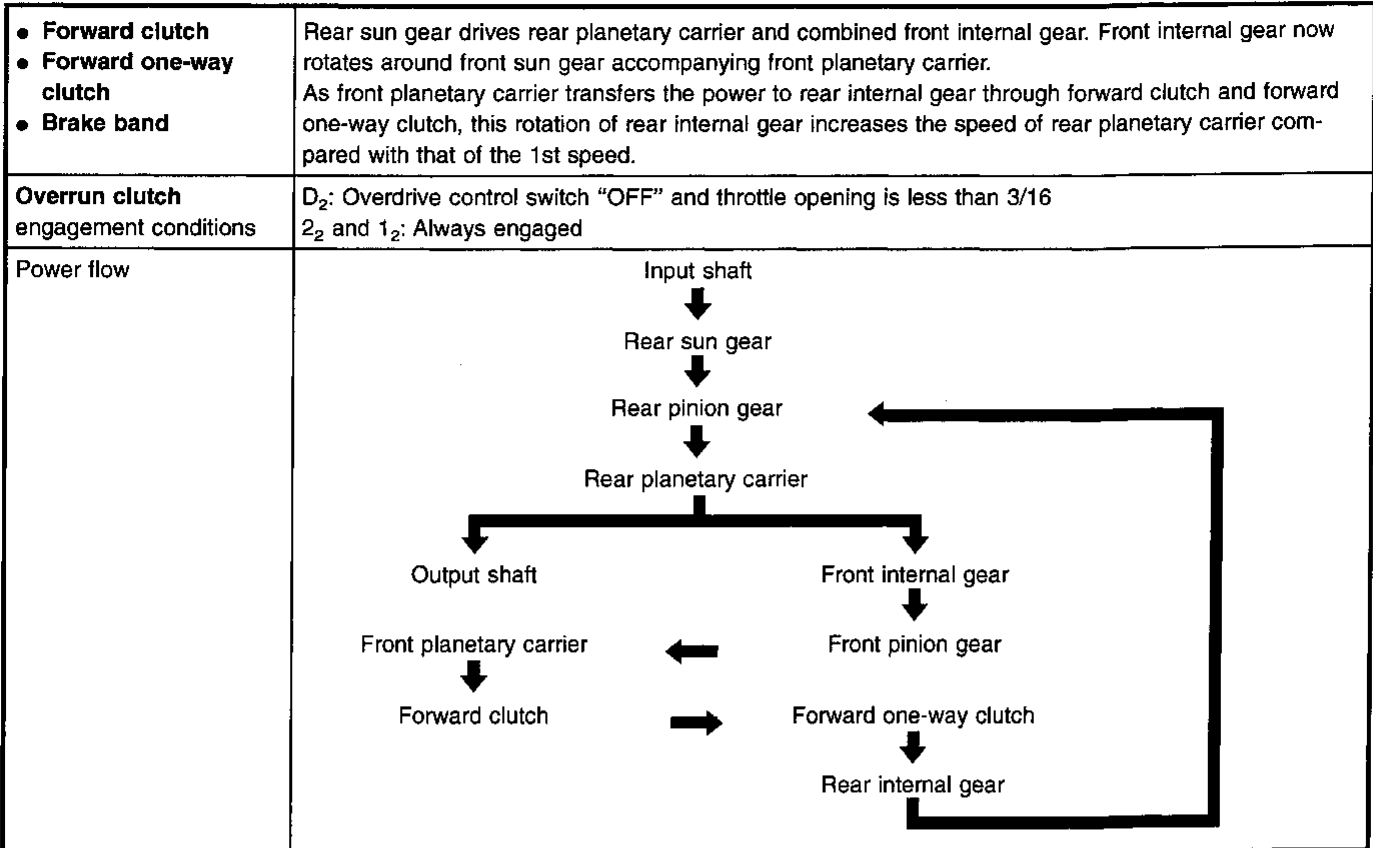 • Forward clutch
• Forward one-way
clutch
• Brake band
Rear sun gear drives rear planetary carrier and combined front internal gear. Front internal gear now
rotates around front sun gear accompanying front planetary carrier.
As front planetary carrier transfers the power to rear internal gear through forward clutch and forward
one-way clutch, this rotation of rear internal gear increases the speed of rear planetary carrier com-
pared with that of the 1st speed.
Overrun clutch
engagement conditions
D₂: Overdrive control switch “OFF” and throttle opening is less than 3/16
2₂ and 1₂: Always engaged
Power flow
Input shaft
Rear sun gear
Rear pinion gear
Rear planetary carrier
Output shaft
Front internal gear
Front planetary carrier
Front pinion gear
Forward clutch
Forward one-way clutch
Rear internal gear